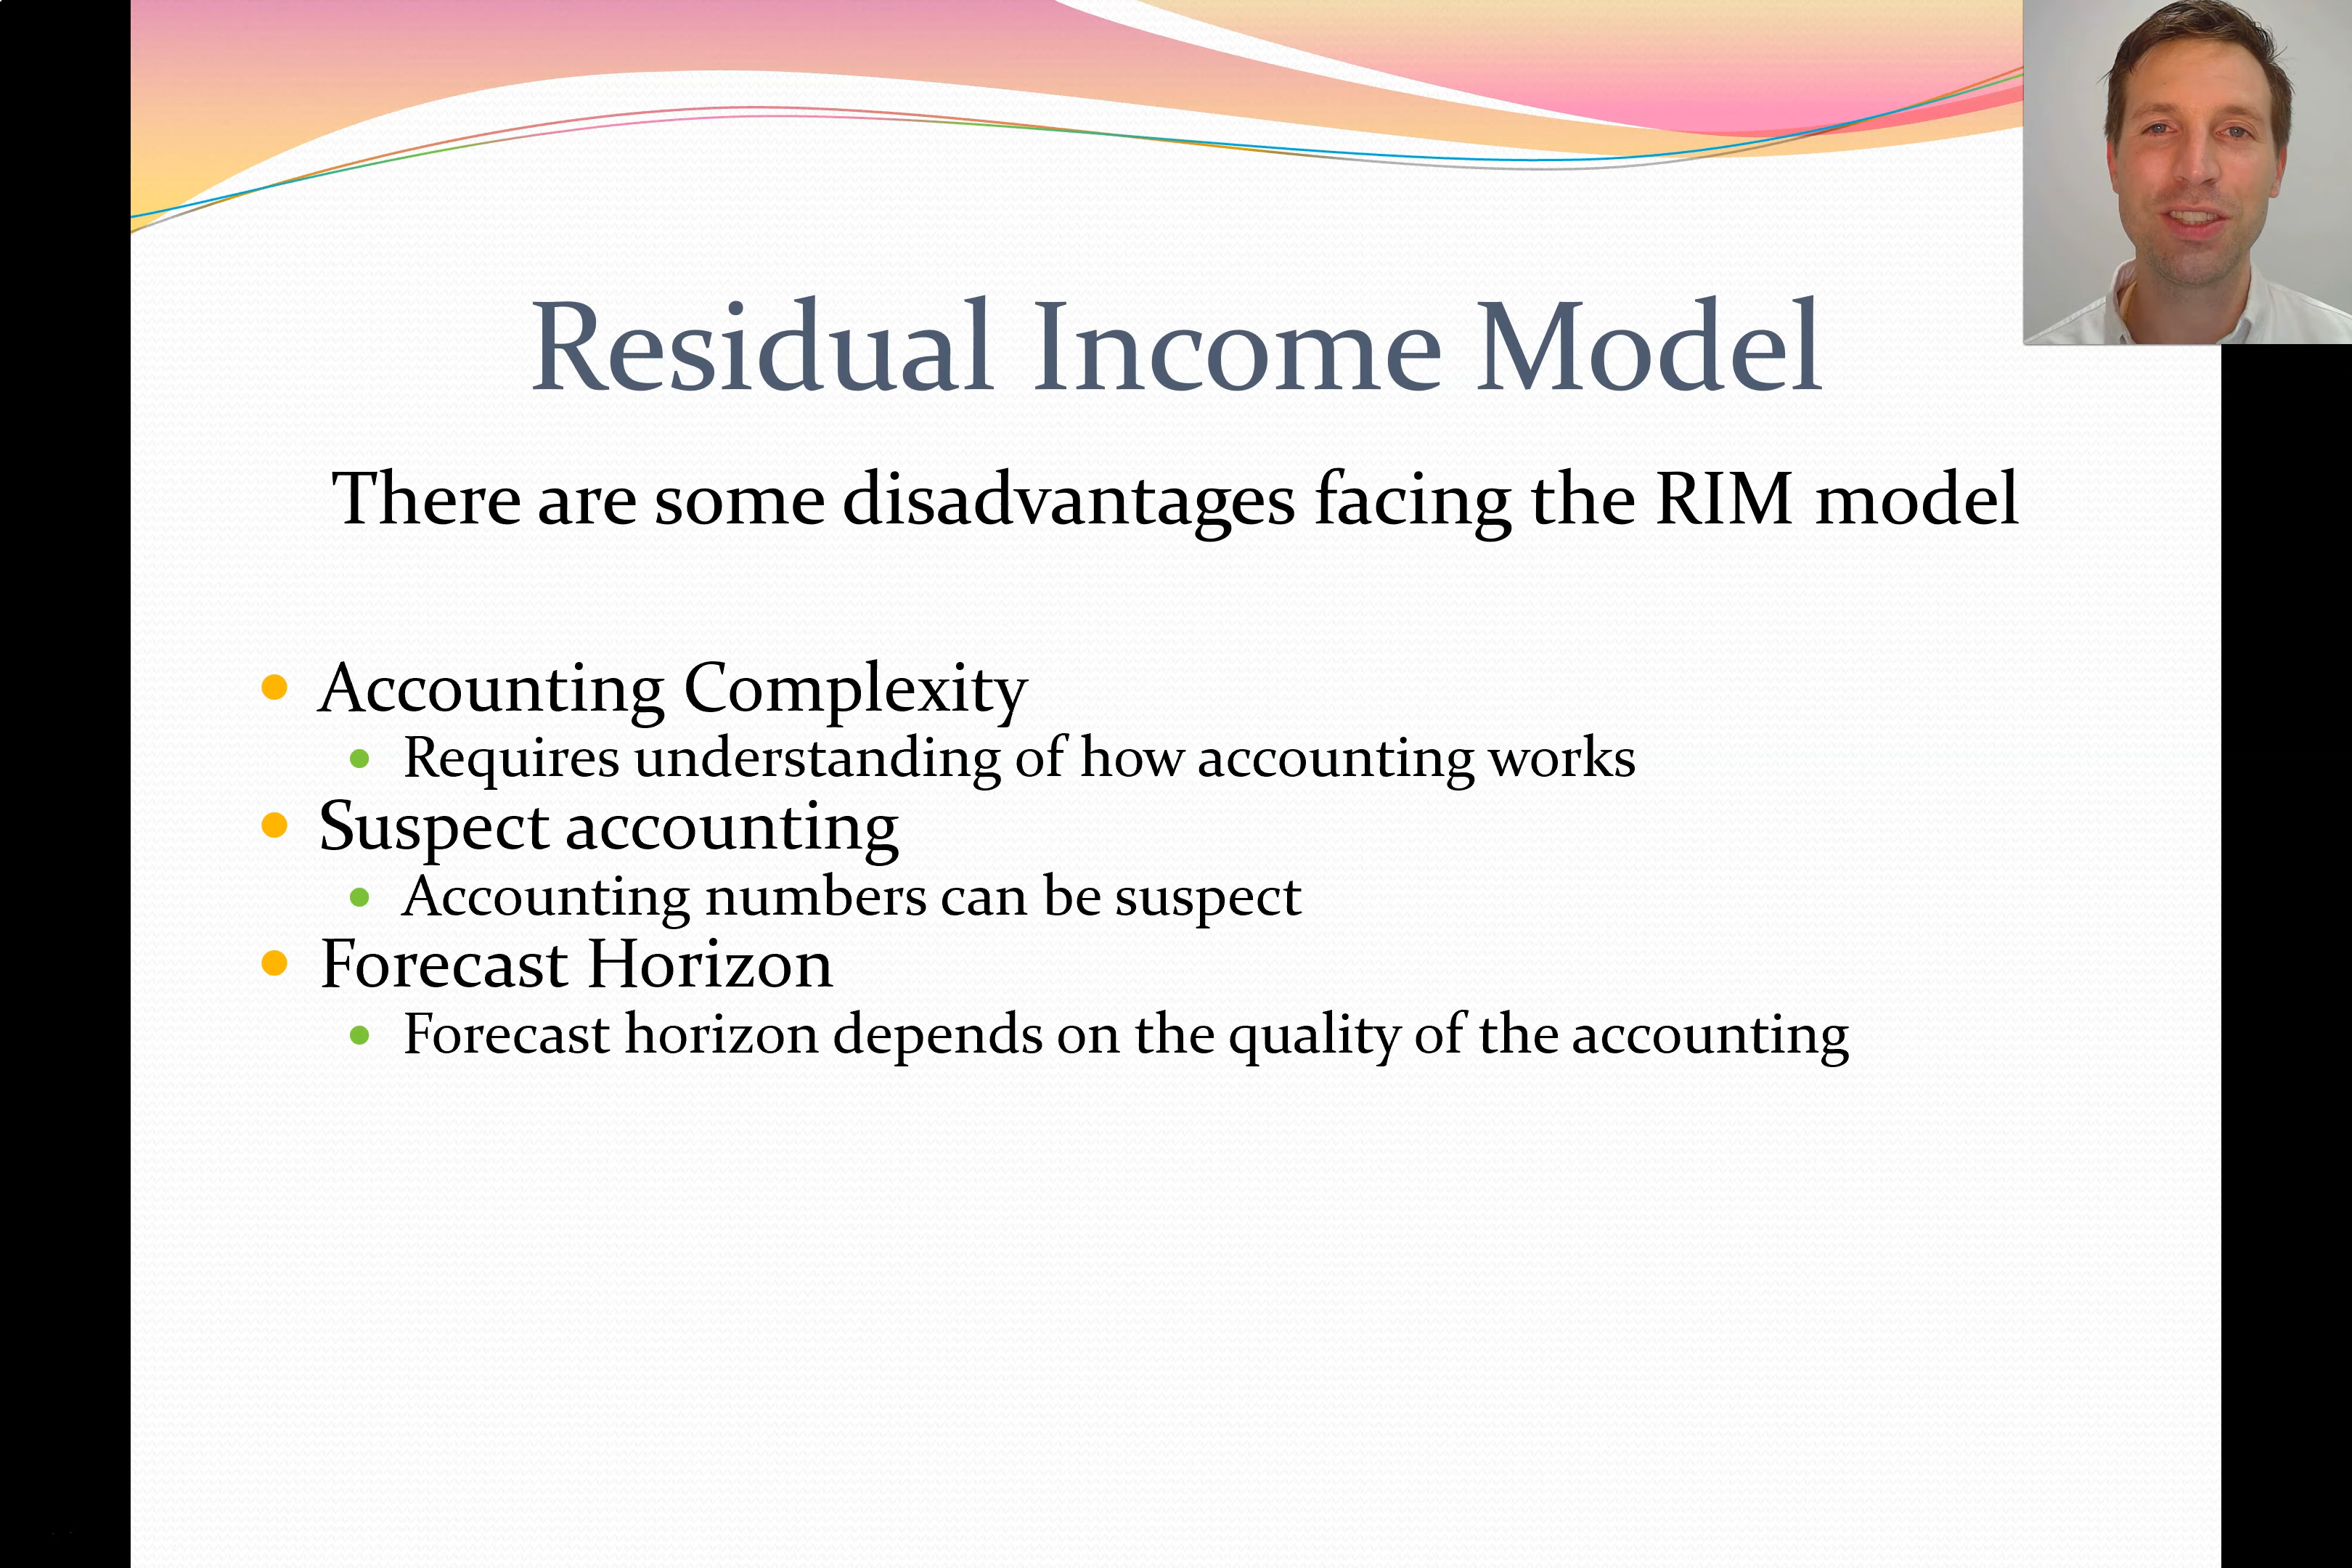 Residual Income Model
There are some disadvantages facing the RIM model
Accounting Complexity
Requires understanding of how accounting works
Suspect accounting
Accounting numbers can be suspect
Forecast Horizon
Forecast horizon depends on the quality of the accounting